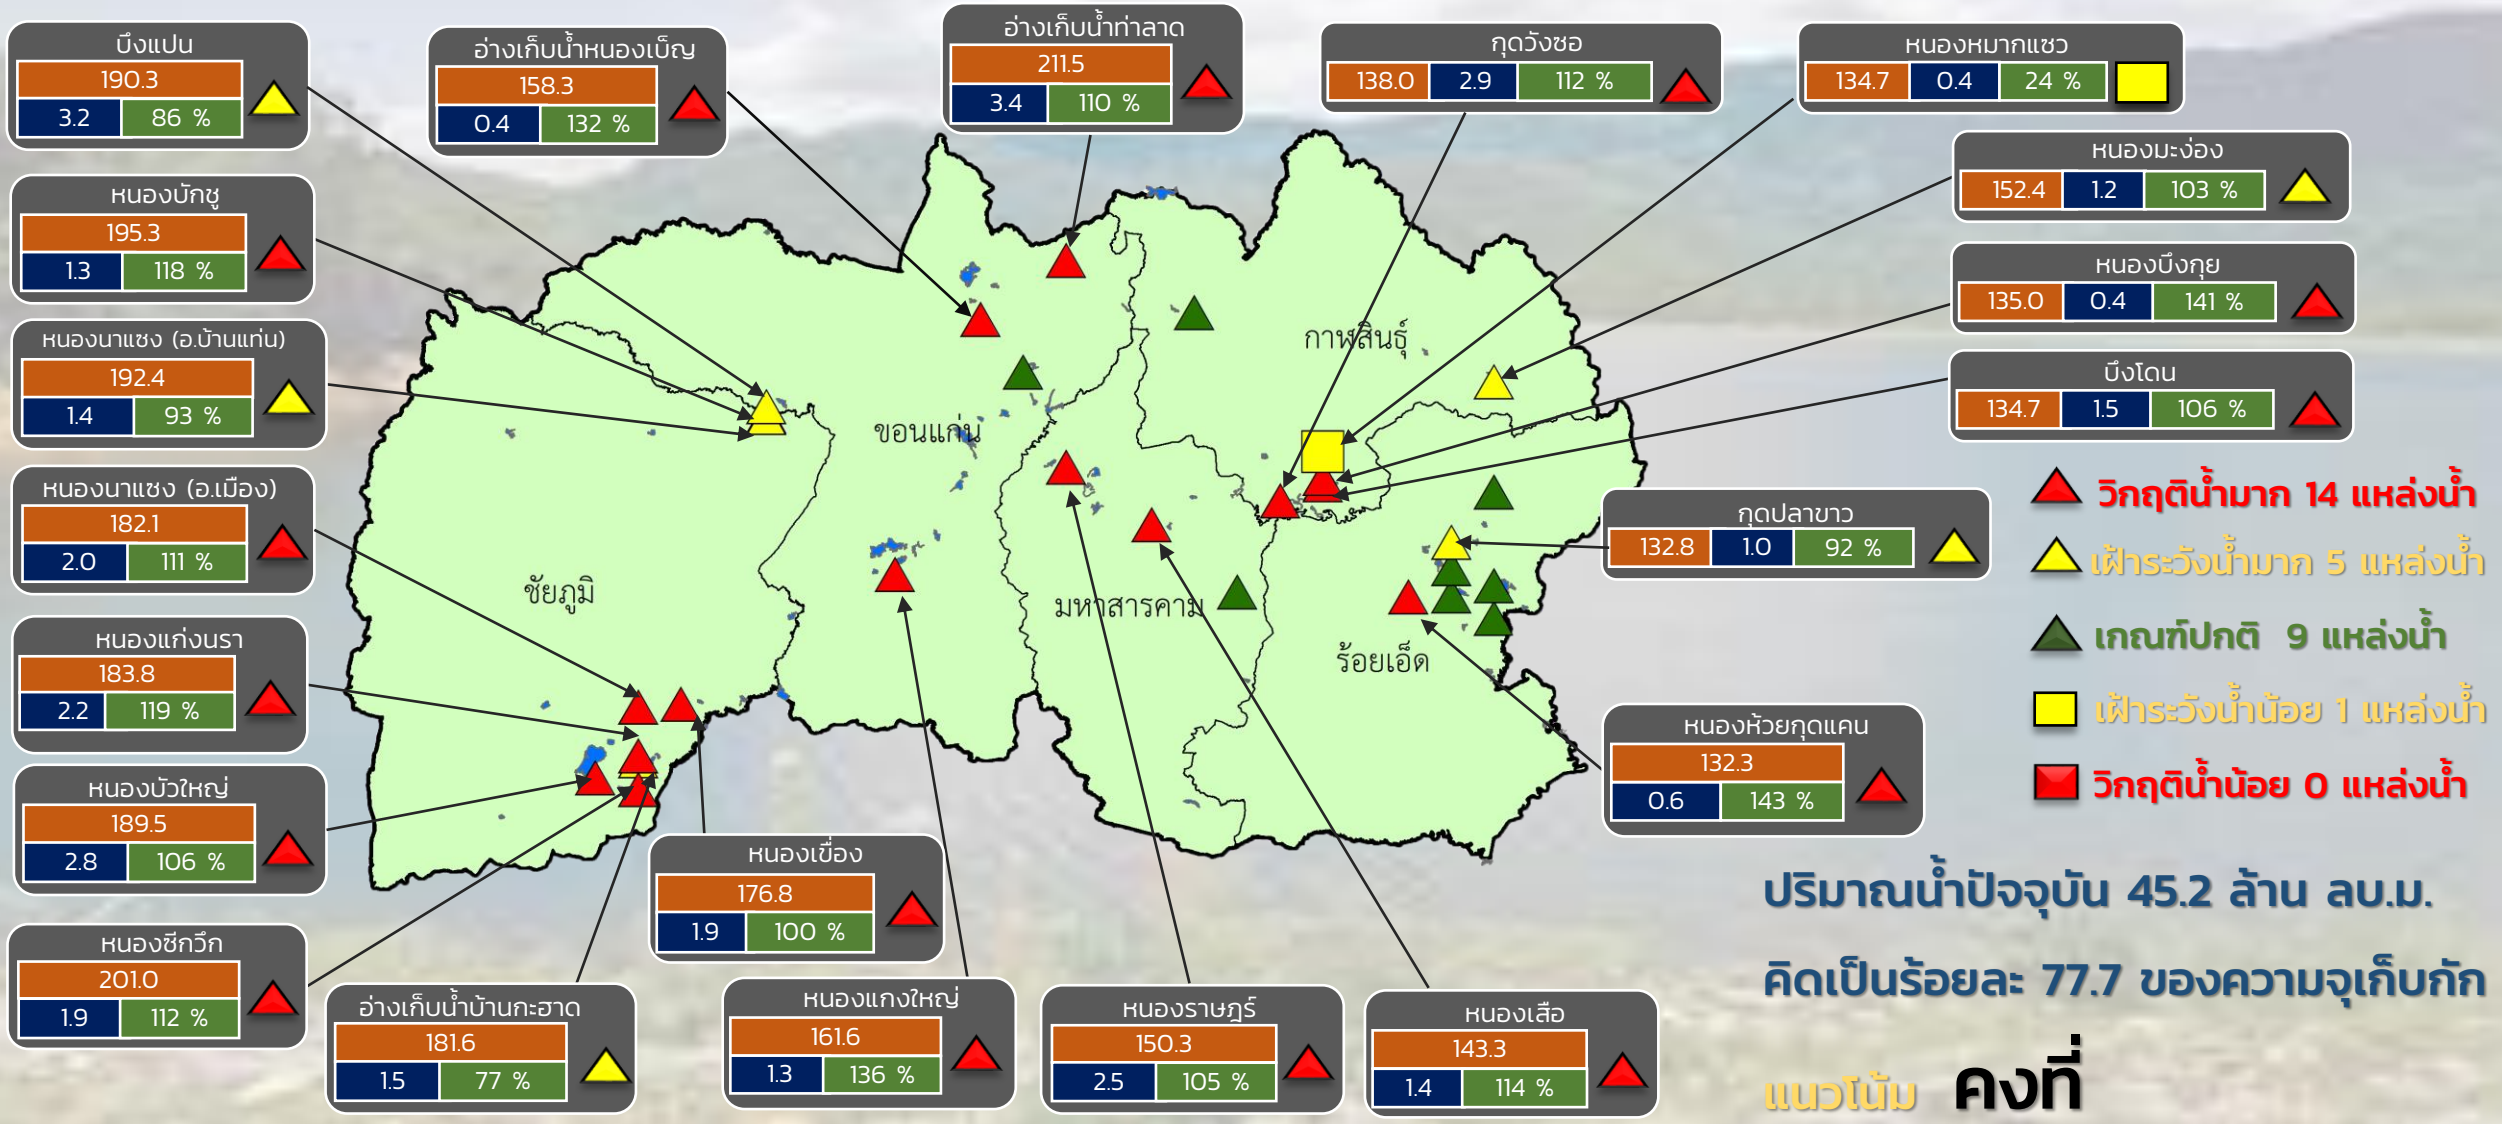 บึงแปน
190.3
3.2 86 %
อ่างเก็บน้ำหนองเบ็ญ
158.3
0.4 132 %
อ่างเก็บน้ำท่าลาด
211.5
3.4 110 %
กุดวังซอ
138.0 2.9 112 %
หนองหมากแซว
134.7 0.4 24 %
หนองมะง่อง
152.4 1.2 103 %
หนองบึงกุย
135.0 0.4 141 %
บึงโดน
134.7 1.5 106 %
หนองบักชู
195.3
1.3 118 %
หนองนาแซง (อ.บ้านแท่น)
192.4
1.4 93 %
หนองนาแซง (อ.เมือง)
182.1
2.0 111 %
หนองแก่งนรา
183.8
2.2 119 %
หนองบัวใหญ่
189.5
2.8 106 %
หนองซีกวึก
201.0
1.9 112 %
กาฬสินธุ์
ขอนแก่น
ชัยภูมิ
มหาสารคาม
ร้อยเอ็ด
กุดปลาขาว
132.8 1.0 92 %
หนองห้วยกุดแคน
132.3
0.6 143 %
หนองเขื่อง
176.8
1.9 100 %
อ่างเก็บน้ำบ้านกะฮาด
181.6
1.5 77 %
หนองแกงใหญ่
161.6
1.3 136 %
หนองราษฎร์
150.3
2.5 105 %
หนองเสือ
143.3
1.4 114 %
วิกฤติน้ำมาก 14 แหล่งน้ำ
เฝ้าระวังน้ำมาก 5 แหล่งน้ำ
เกณฑ์ปกติ 9 แหล่งน้ำ
เฝ้าระวังน้ำน้อย 1 แหล่งน้ำ
วิกฤติน้ำน้อย 0 แหล่งน้ำ
ปริมาณน้ำปัจจุบัน 45.2 ล้าน ลบ.ม.
คิดเป็นร้อยละ 77.7 ของความจุเก็บกัก
แนวโน้ม คงที่